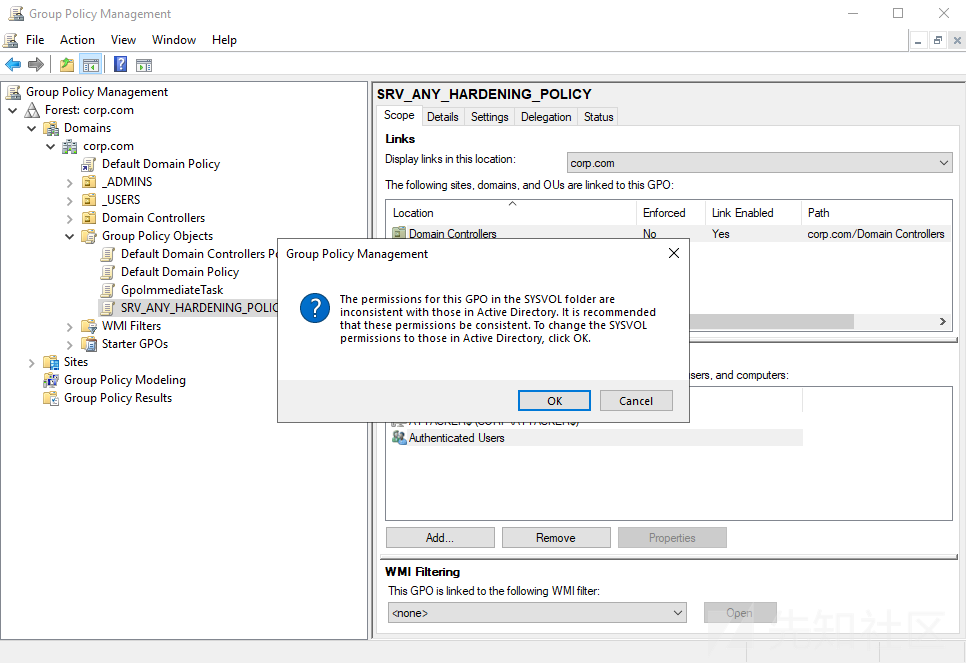 Group Policy Management
File Action View Window Help
Group Policy Management
Forest: corp.com
Domains
corp.com
Default Domain Policy
_ADMINS
_USERS
Domain Controllers
Group Policy Objects
Default Domain Controllers Po
Default Domain Policy
GpoImmediateTask
SRV_ANY_HARDENING_POLIC
WMI Filters
Starter GPOs
Sites
Group Policy Modeling
Group Policy Results
SRV_ANY_HARDENING_POLICY
Scope Details Settings Delegation Status
Links
Display links in this location:
corp.com
The following sites, domains, and OUs are linked to this GPO:
Location Enforced Link Enabled Path
Domain Controllers No Yes corp.com/Domain Controllers
Group Policy Management
The permissions for this GPO in the SYSVOL folder are
inconsistent with those in Active Directory. It is recommended
that these permissions be consistent. To change the SYSVOL
permissions to those in Active Directory, click OK.
OK Cancel
sers, and computers:
Authenticated Users
Add... Remove Properties
WMI Filtering
This GPO is linked to the following WMI filter:
<none>
Open
先知社区